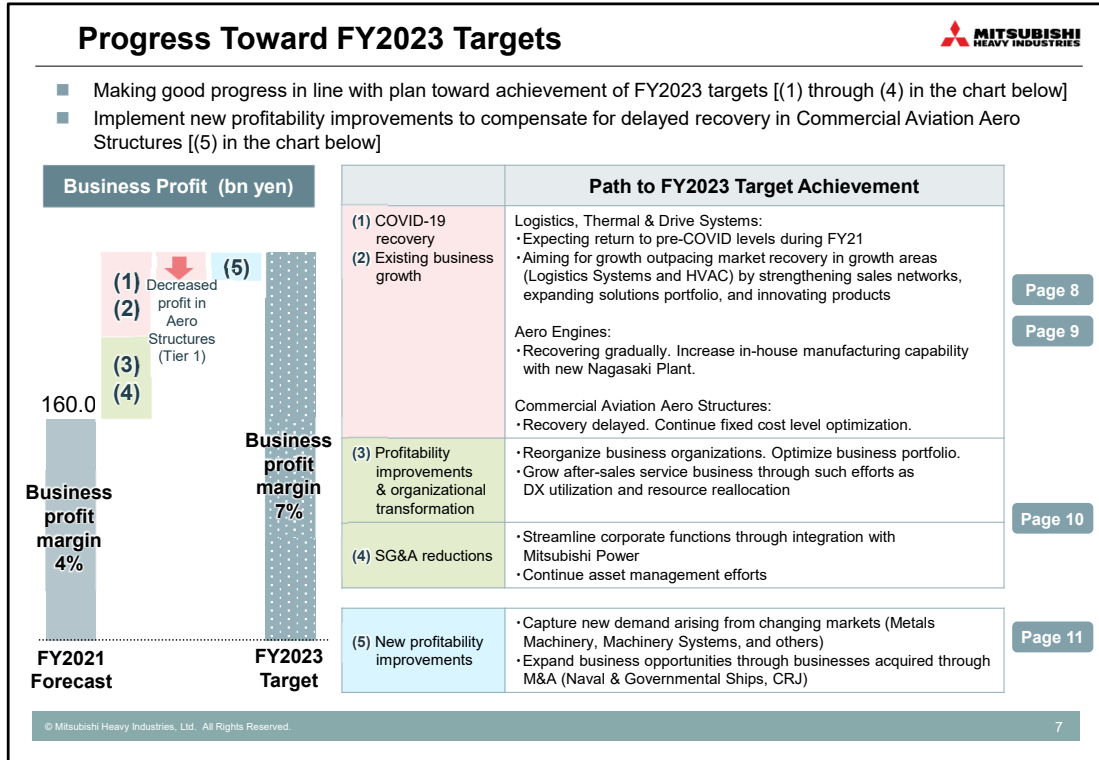 Progress Toward FY2023 Targets
MITSUBISHI
HEAVY INDUSTRIES
■ Making good progress in line with plan toward achievement of FY2023 targets [(1) through (4) in the chart below]
■ Implement new profitability improvements to compensate for delayed recovery in Commercial Aviation Aero
Structures [(5) in the chart below]
Business Profit (bn yen)
(1)
(2)
(3)
(4)
Decreased
profit in
Aero
Structures
(Tier 1)
(5)
160.0
Business
profit
margin
4%
Business
profit
margin
7%
FY2021
Forecast
FY2023
Target
Path to FY2023 Target Achievement
(1) COVID-19
recovery
(2) Existing business
growth
Logistics, Thermal & Drive Systems:
・Expecting return to pre-COVID levels during FY21
・Aiming for growth outpacing market recovery in growth areas
(Logistics Systems and HVAC) by strengthening sales networks,
expanding solutions portfolio, and innovating products
Aero Engines:
・Recovering gradually. Increase in-house manufacturing capability
with new Nagasaki Plant.
Commercial Aviation Aero Structures:
・Recovery delayed. Continue fixed cost level optimization.
Page 8
Page 9
(3) Profitability
improvements
& organizational
transformation
・Reorganize business organizations. Optimize business portfolio.
・Grow after-sales service business through such efforts as
DX utilization and resource reallocation
Page 10
(4) SG&A reductions
・Streamline corporate functions through integration with
Mitsubishi Power
・Continue asset management efforts
(5) New profitability
improvements
・Capture new demand arising from changing markets (Metals
Machinery, Machinery Systems, and others)
・Expand business opportunities through businesses acquired through
M&A (Naval & Governmental Ships, CRJ)
Page 11
© Mitsubishi Heavy Industries, Ltd. All Rights Reserved.
7